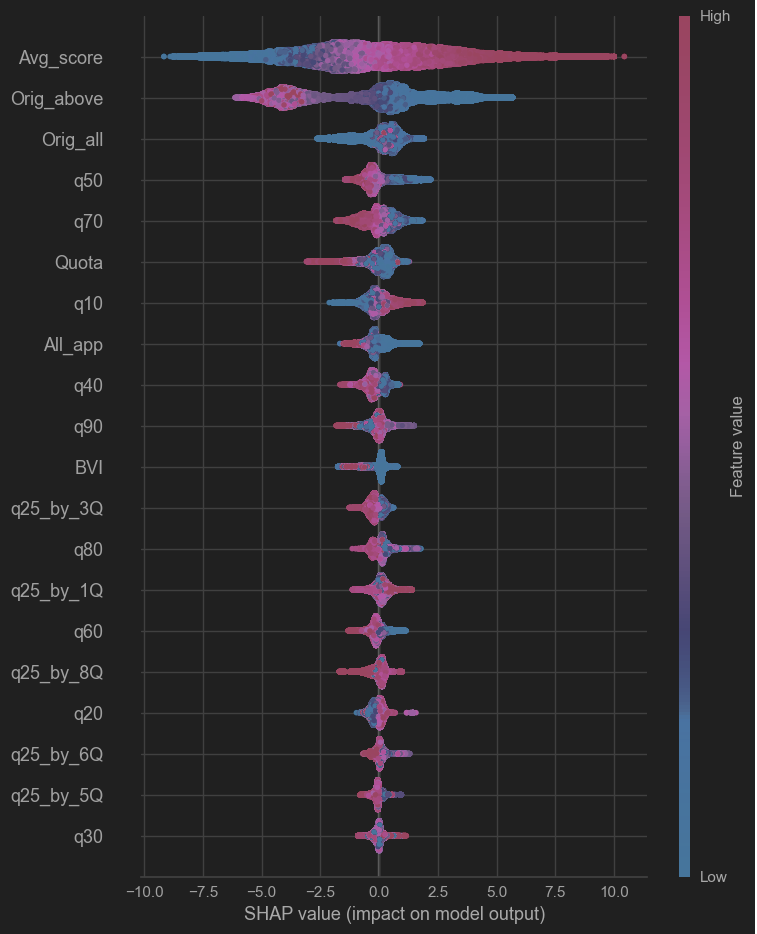 High
Avg_score
Orig_above
Orig_all
q50
q70
Quota
q10
All_app
q40
q90
BVI
q25_by_3Q
q80
q25_by_1Q
q60
q25_by_8Q
q20
q25_by_6Q
q25_by_5Q
q30
Feature value
Low
−10.0 −7.5 −5.0 −2.5 0.0 2.5 5.0 7.5 10.0
SHAP value (impact on model output)